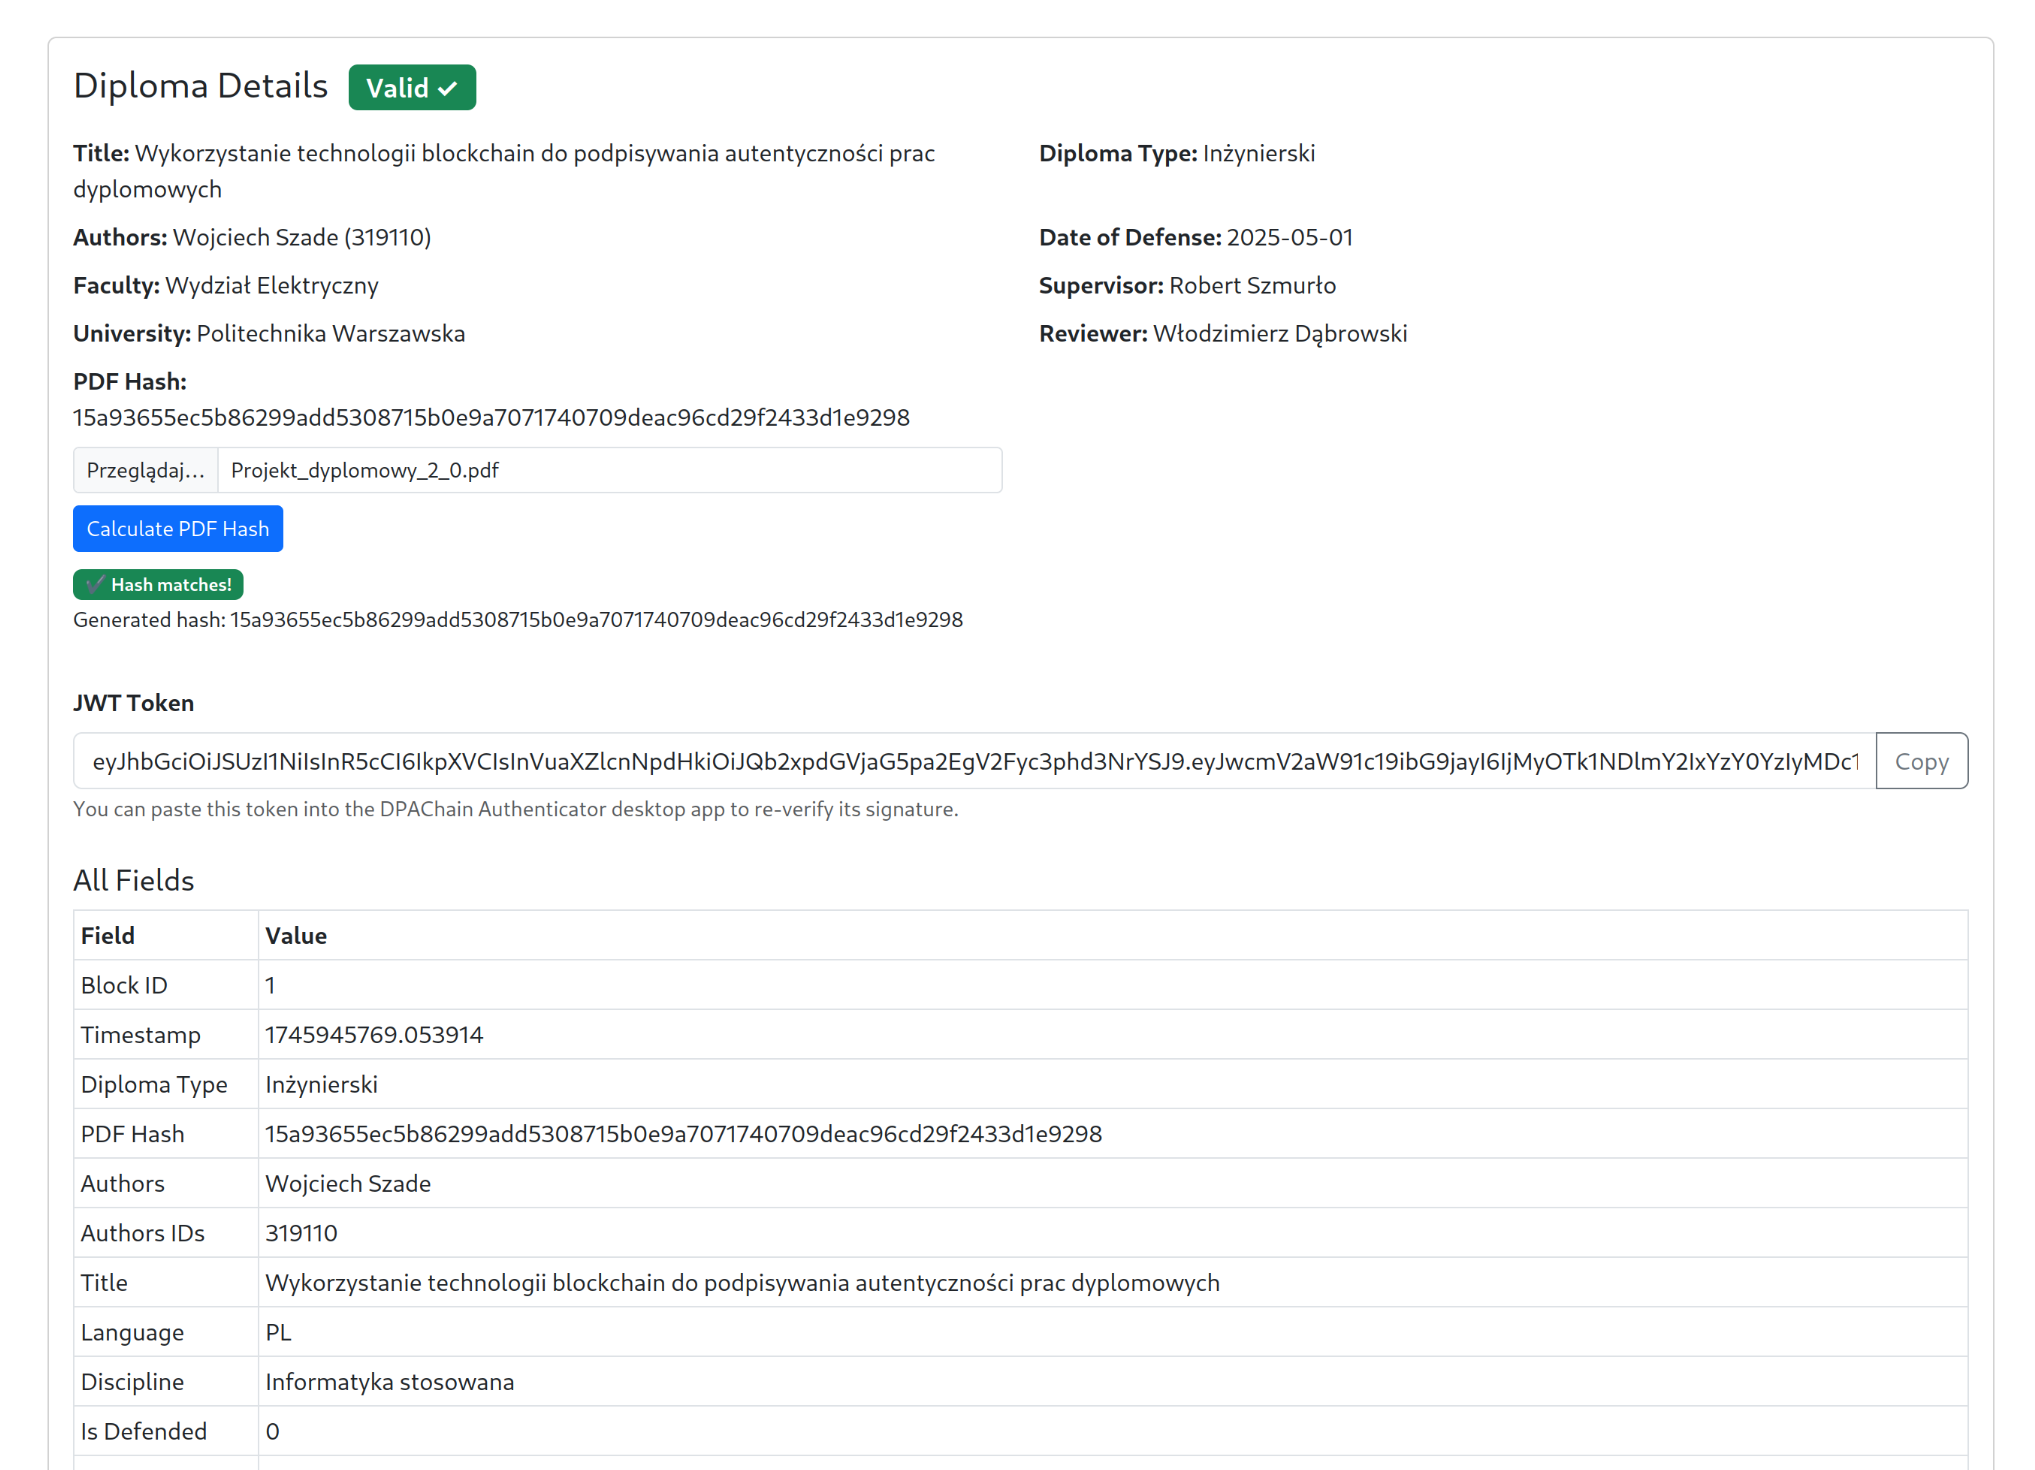 Diploma Details Valid ✓
Title: Wykorzystanie technologii blockchain do podpisywania autentyczności prac
dyplomowych
Diploma Type: Inżynierski
Authors: Wojciech Szade (319110)
Date of Defense: 2025-05-01
Faculty: Wydział Elektryczny
Supervisor: Robert Szmurło
University: Politechnika Warszawska
Reviewer: Włodzimierz Dąbrowski
PDF Hash:
15a93655ec5b86299add5308715b0e9a7071740709deac96cd29f2433d1e9298
Przeglądaj... Projekt_dyplomowy_2_0.pdf
Calculate PDF Hash
✔ Hash matches!
Generated hash: 15a93655ec5b86299add5308715b0e9a7071740709deac96cd29f2433d1e9298
JWT Token
eyJhbGciOiJSUzI1NiIsInR5cCI6IkpXVCIsInVuaXZlcnNpdHkiOiJQb2xpdGVjaG5pa2EgV2Fyc3phd3NrYSJ9.eyJwcmV2aW91c19ibG9jayI6IjMyOTk1NDlmY2IxYzY0YzIyMDc1 Copy
You can paste this token into the DPAChain Authenticator desktop app to re-verify its signature.
All Fields
Field Value
Block ID 1
Timestamp 1745945769.053914
Diploma Type Inżynierski
PDF Hash 15a93655ec5b86299add5308715b0e9a7071740709deac96cd29f2433d1e9298
Authors Wojciech Szade
Authors IDs 319110
Title Wykorzystanie technologii blockchain do podpisywania autentyczności prac dyplomowych
Language PL
Discipline Informatyka stosowana
Is Defended 0